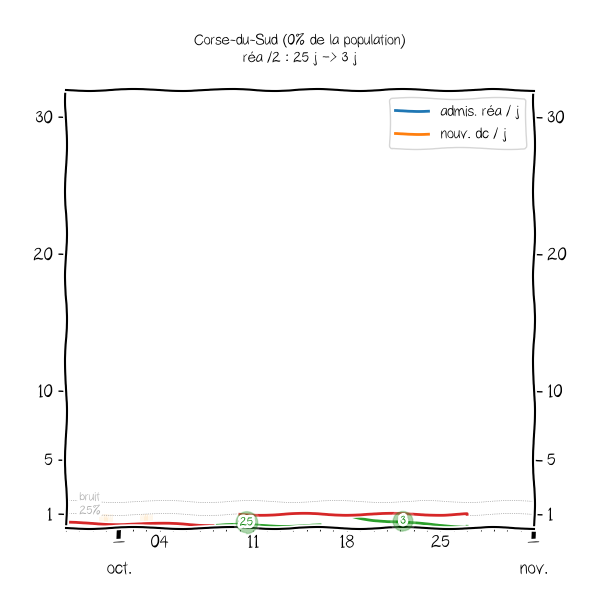 Corse-du-Sud (0% de la population)
réa /2 : 25 j -> 3 j
admis. réa / j
nouv. dc / j
30
30
20
20
10
10
5
5
bruit
25%
1
1
25
3
04
11
18
25
oct.
nov.